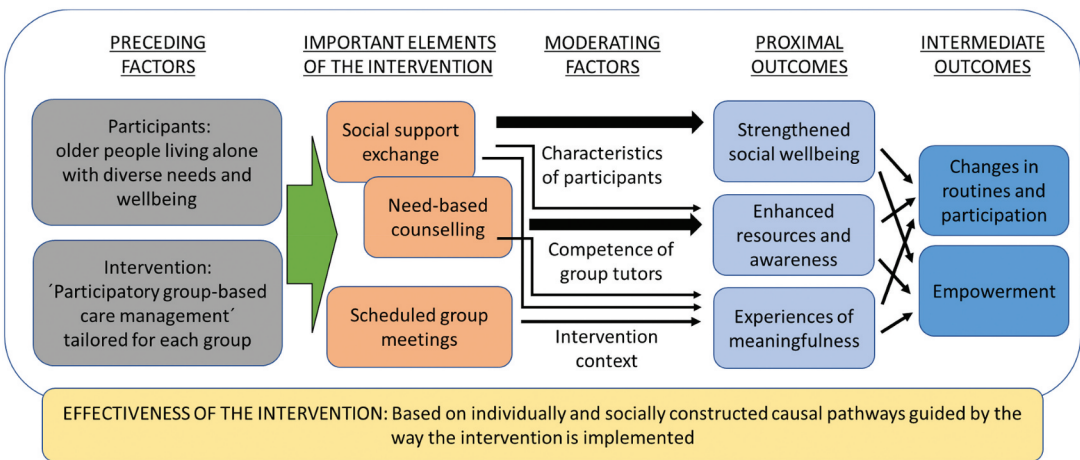 PRECEDING
FACTORS
IMPORTANT ELEMENTS
OF THE INTERVENTION
MODERATING
FACTORS
PROXIMAL
OUTCOMES
INTERMEDIATE
OUTCOMES
Participants:
older people living alone
with diverse needs and
wellbeing
Intervention:
´Participatory group-based
care management´
tailored for each group
Social support
exchange
Need-based
counselling
Scheduled group
meetings
Characteristics
of participants
Competence of
group tutors
Intervention
context
Strengthened
social wellbeing
Enhanced
resources and
awareness
Experiences of
meaningfulness
Changes in
routines and
participation
Empowerment
EFFECTIVENESS OF THE INTERVENTION: Based on individually and socially constructed causal pathways guided by the
way the intervention is implemented